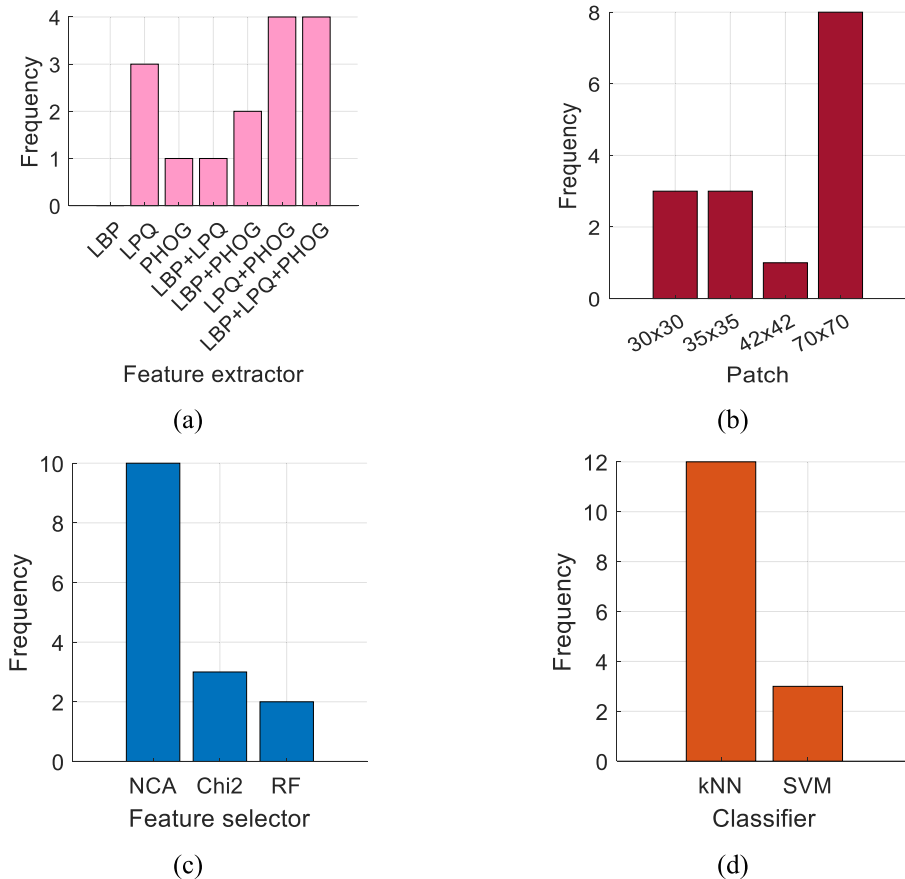 Frequency
4
3
2
1
0
LBP
LPQ
PHOG
LBP+LPQ
LBP+PHOG
LPQ+PHOG
LBP+LPQ+PHOG
Feature extractor
(a)
Frequency
8
6
4
2
0
30x30
35x35
42x42
70x70
Patch
(b)
Frequency
10
8
6
4
2
0
NCA Chi2 RF
Feature selector
(c)
Frequency
12
10
8
6
4
2
0
kNN SVM
Classifier
(d)